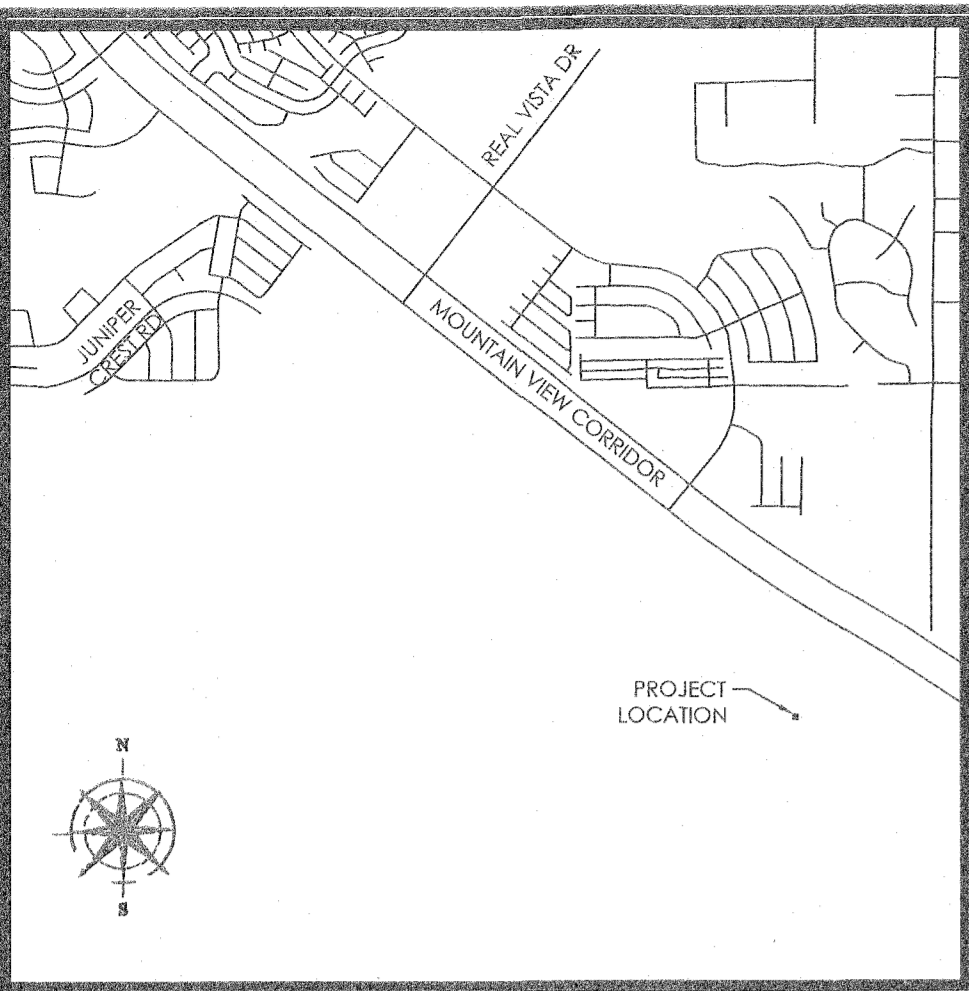 REAL VISTA DR
JUNIPER
CREST RD
MOUNTAIN VIEW CORRIDOR
PROJECT
LOCATION
N
S